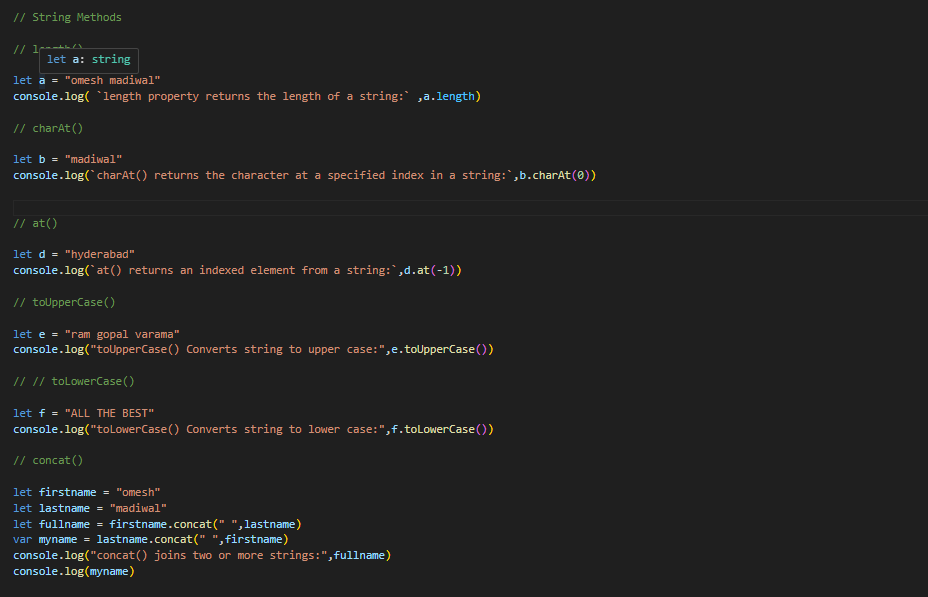 // String Methods
// length()
let a: string
let a = "omesh madiwal"
console.log( `length property returns the length of a string:` ,a.length)
// charAt()
let b = "madiwal"
console.log(`charAt() returns the character at a specified index in a string:`,b.charAt(0))
// at()
let d = "hyderabad"
console.log(`at() returns an indexed element from a string:`,d.at(-1))
// toUpperCase()
let e = "ram gopal varama"
console.log("toUpperCase() Converts string to upper case:",e.toUpperCase())
// // toLowerCase()
let f = "ALL THE BEST"
console.log("toLowerCase() Converts string to lower case:",f.toLowerCase())
// concat()
let firstname = "omesh"
let lastname = "madiwal"
let fullname = firstname.concat(" ",lastname)
var myname = lastname.concat(" ",firstname)
console.log("concat() joins two or more strings:",fullname)
console.log(myname)